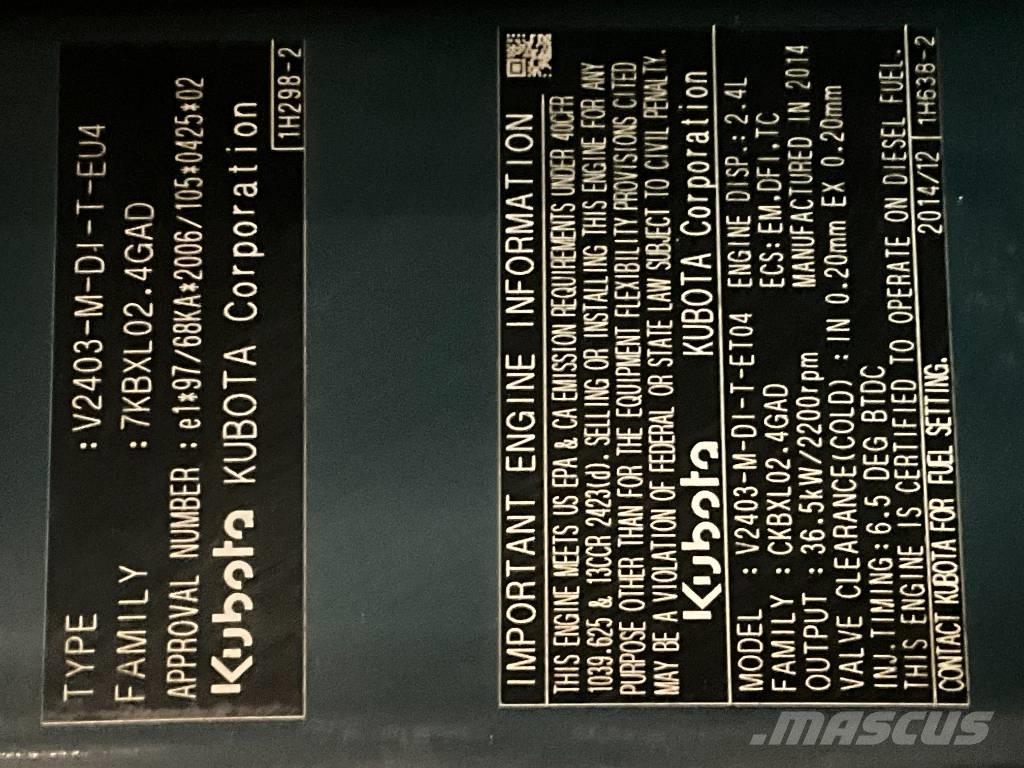 TYPE : V2403-M-DI-T-EU4
FAMILY : 7KBXL02.4GAD
APPROVAL NUMBER : e1*97/68KA*2006/105*0425*02
Kubota KUBOTA Corporation
1H298-2
IMPORTANT ENGINE INFORMATION
THIS ENGINE MEETS US EPA & CA EMISSION REQUIREMENTS UNDER 40CFR
1039.625 & 13CCR 2423(d). SELLING OR INSTALLING THIS ENGINE FOR ANY
PURPOSE OTHER THAN FOR THE EQUIPMENT FLEXIBILITY PROVISIONS CITED
MAY BE A VIOLATION OF FEDERAL OR STATE LAW SUBJECT TO CIVIL PENALTY.
Kubota KUBOTA Corporation
MODEL : V2403-M-DI-T-ET04 ENGINE DISP.: 2.4L
FAMILY : CKBXL02.4GAD ECS: EM.DFI.TC
OUTPUT : 36.5kW/2200rpm MANUFACTURED IN 2014
VALVE CLEARANCE(COLD) : IN 0.20mm EX 0.20mm
INJ.TIMING:6.5 DEG BTDC
THIS ENGINE IS CERTIFIED TO OPERATE ON DIESEL FUEL.
CONTACT KUBOTA FOR FUEL SETTING. 2014/12 1H638-2
MASCUS